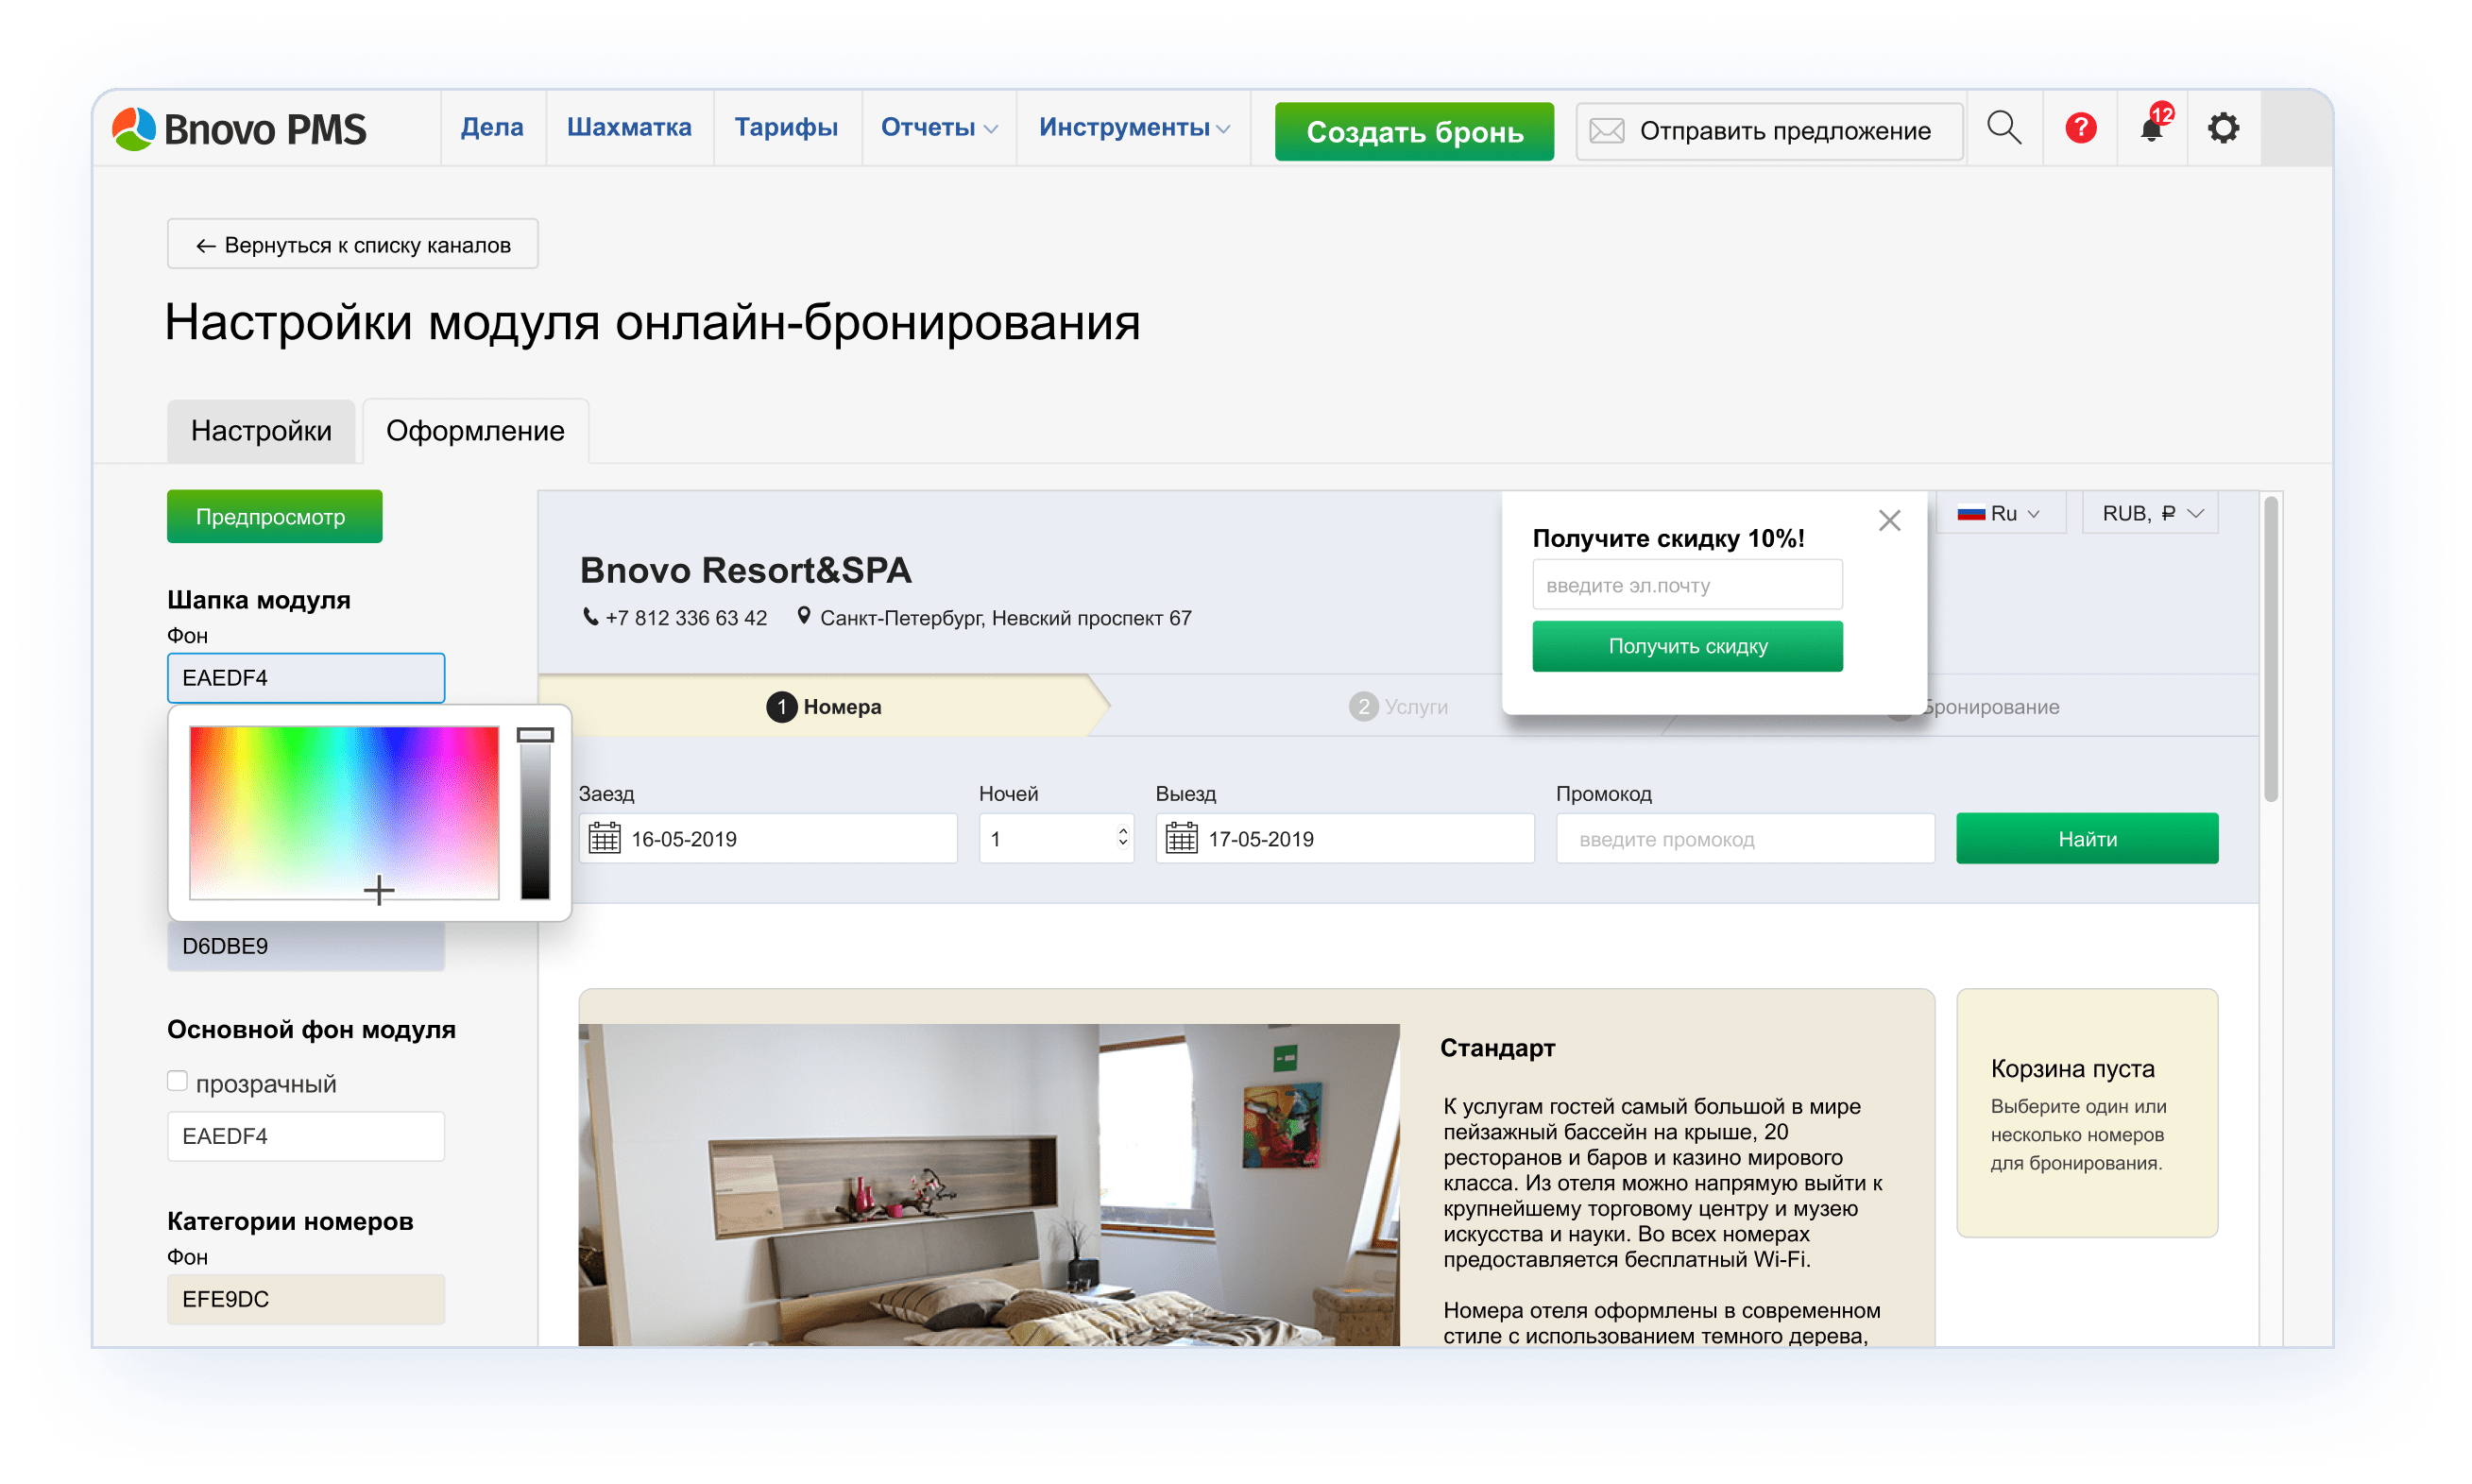 Bnovo PMS
Дела
Шахматка
Тарифы
Отчеты
Инструменты
Создать бронь
Отправить предложение
?
12
← Вернуться к списку каналов
Настройки модуля онлайн-бронирования
Настройки
Оформление
Предпросмотр
Шапка модуля
Фон
EAEDF4
D6DBE9
Основной фон модуля
прозрачный
EAEDF4
Категории номеров
Фон
EFE9DC
Bnovo Resort&SPA
+7 812 336 63 42
Санкт-Петербург, Невский проспект 67
Получите скидку 10%!
введите эл.почту
Получить скидку
Ru
RUB, ₽
1 Номера
2 Услуги
Бронирование
Заезд
16-05-2019
Ночей
1
Выезд
17-05-2019
Промокод
введите промокод
Найти
Стандарт
К услугам гостей самый большой в мире
пейзажный бассейн на крыше, 20
ресторанов и баров и казино мирового
класса. Из отеля можно напрямую выйти к
крупнейшему торговому центру и музею
искусства и науки. Во всех номерах
предоставляется бесплатный Wi-Fi.
Номера отеля оформлены в современном
стиле с использованием темного дерева,
Корзина пуста
Выберите один или
несколько номеров
для бронирования.